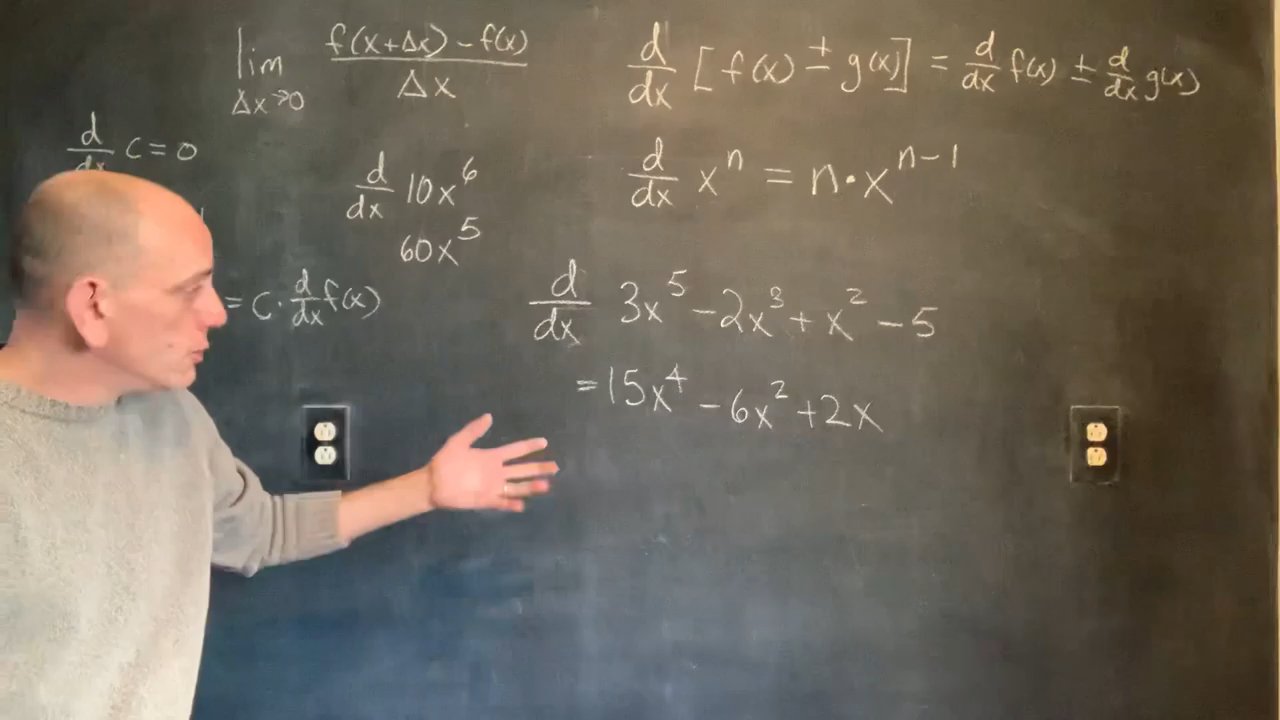 lim Δx→0 f(x+Δx) - f(x) / Δx
d/dx [f(x) ± g(x)] = d/dx f(x) ± d/dx g(x)
d/dx c = 0
d/dx 10x^6
60x^5
d/dx x^n = n·x^(n-1)
= c · d/dx f(x)
d/dx 3x^5 - 2x^3 + x^2 - 5
= 15x^4 - 6x^2 + 2x